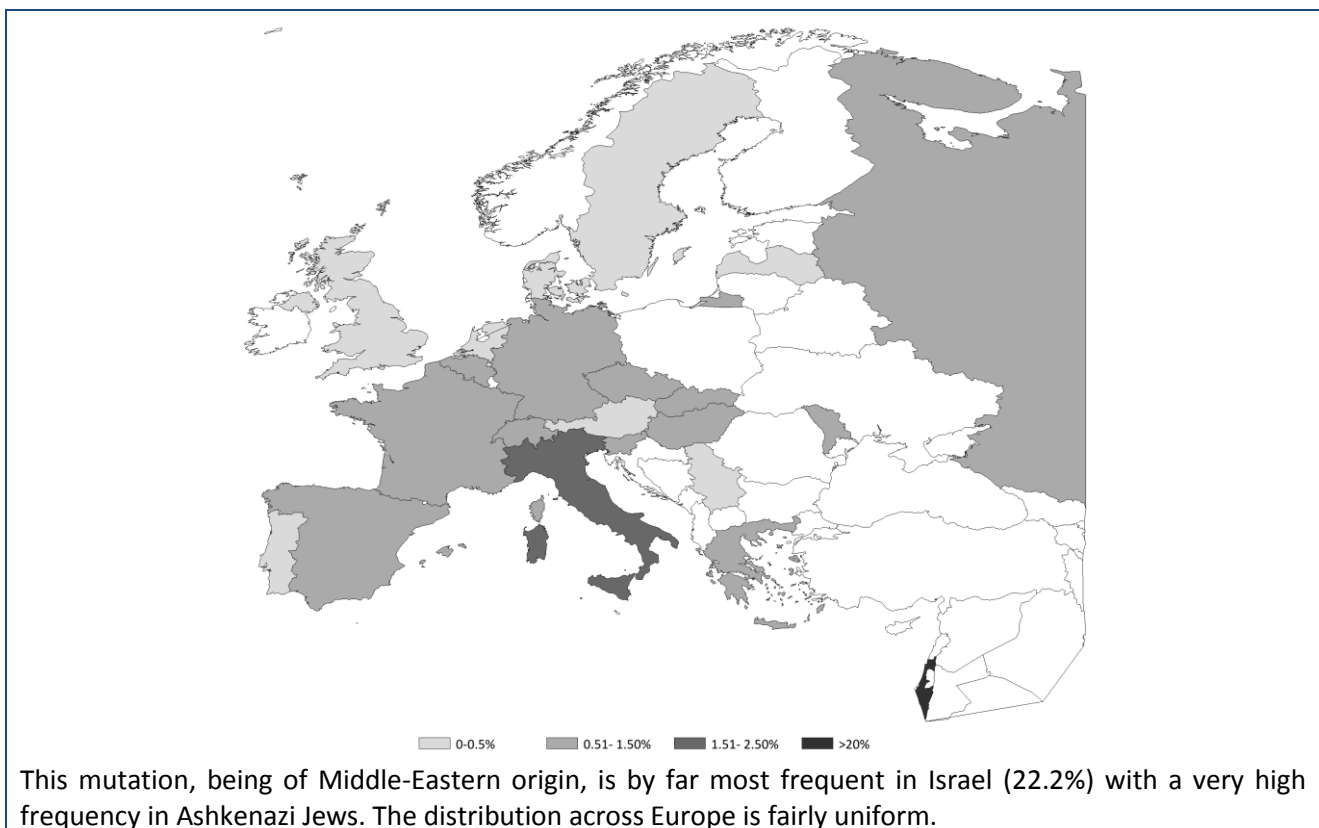 0-0.5% 0.51- 1.50% 1.51- 2.50% >20%
This mutation, being of Middle-Eastern origin, is by far most frequent in Israel (22.2%) with a very high
frequency in Ashkenazi Jews. The distribution across Europe is fairly uniform.